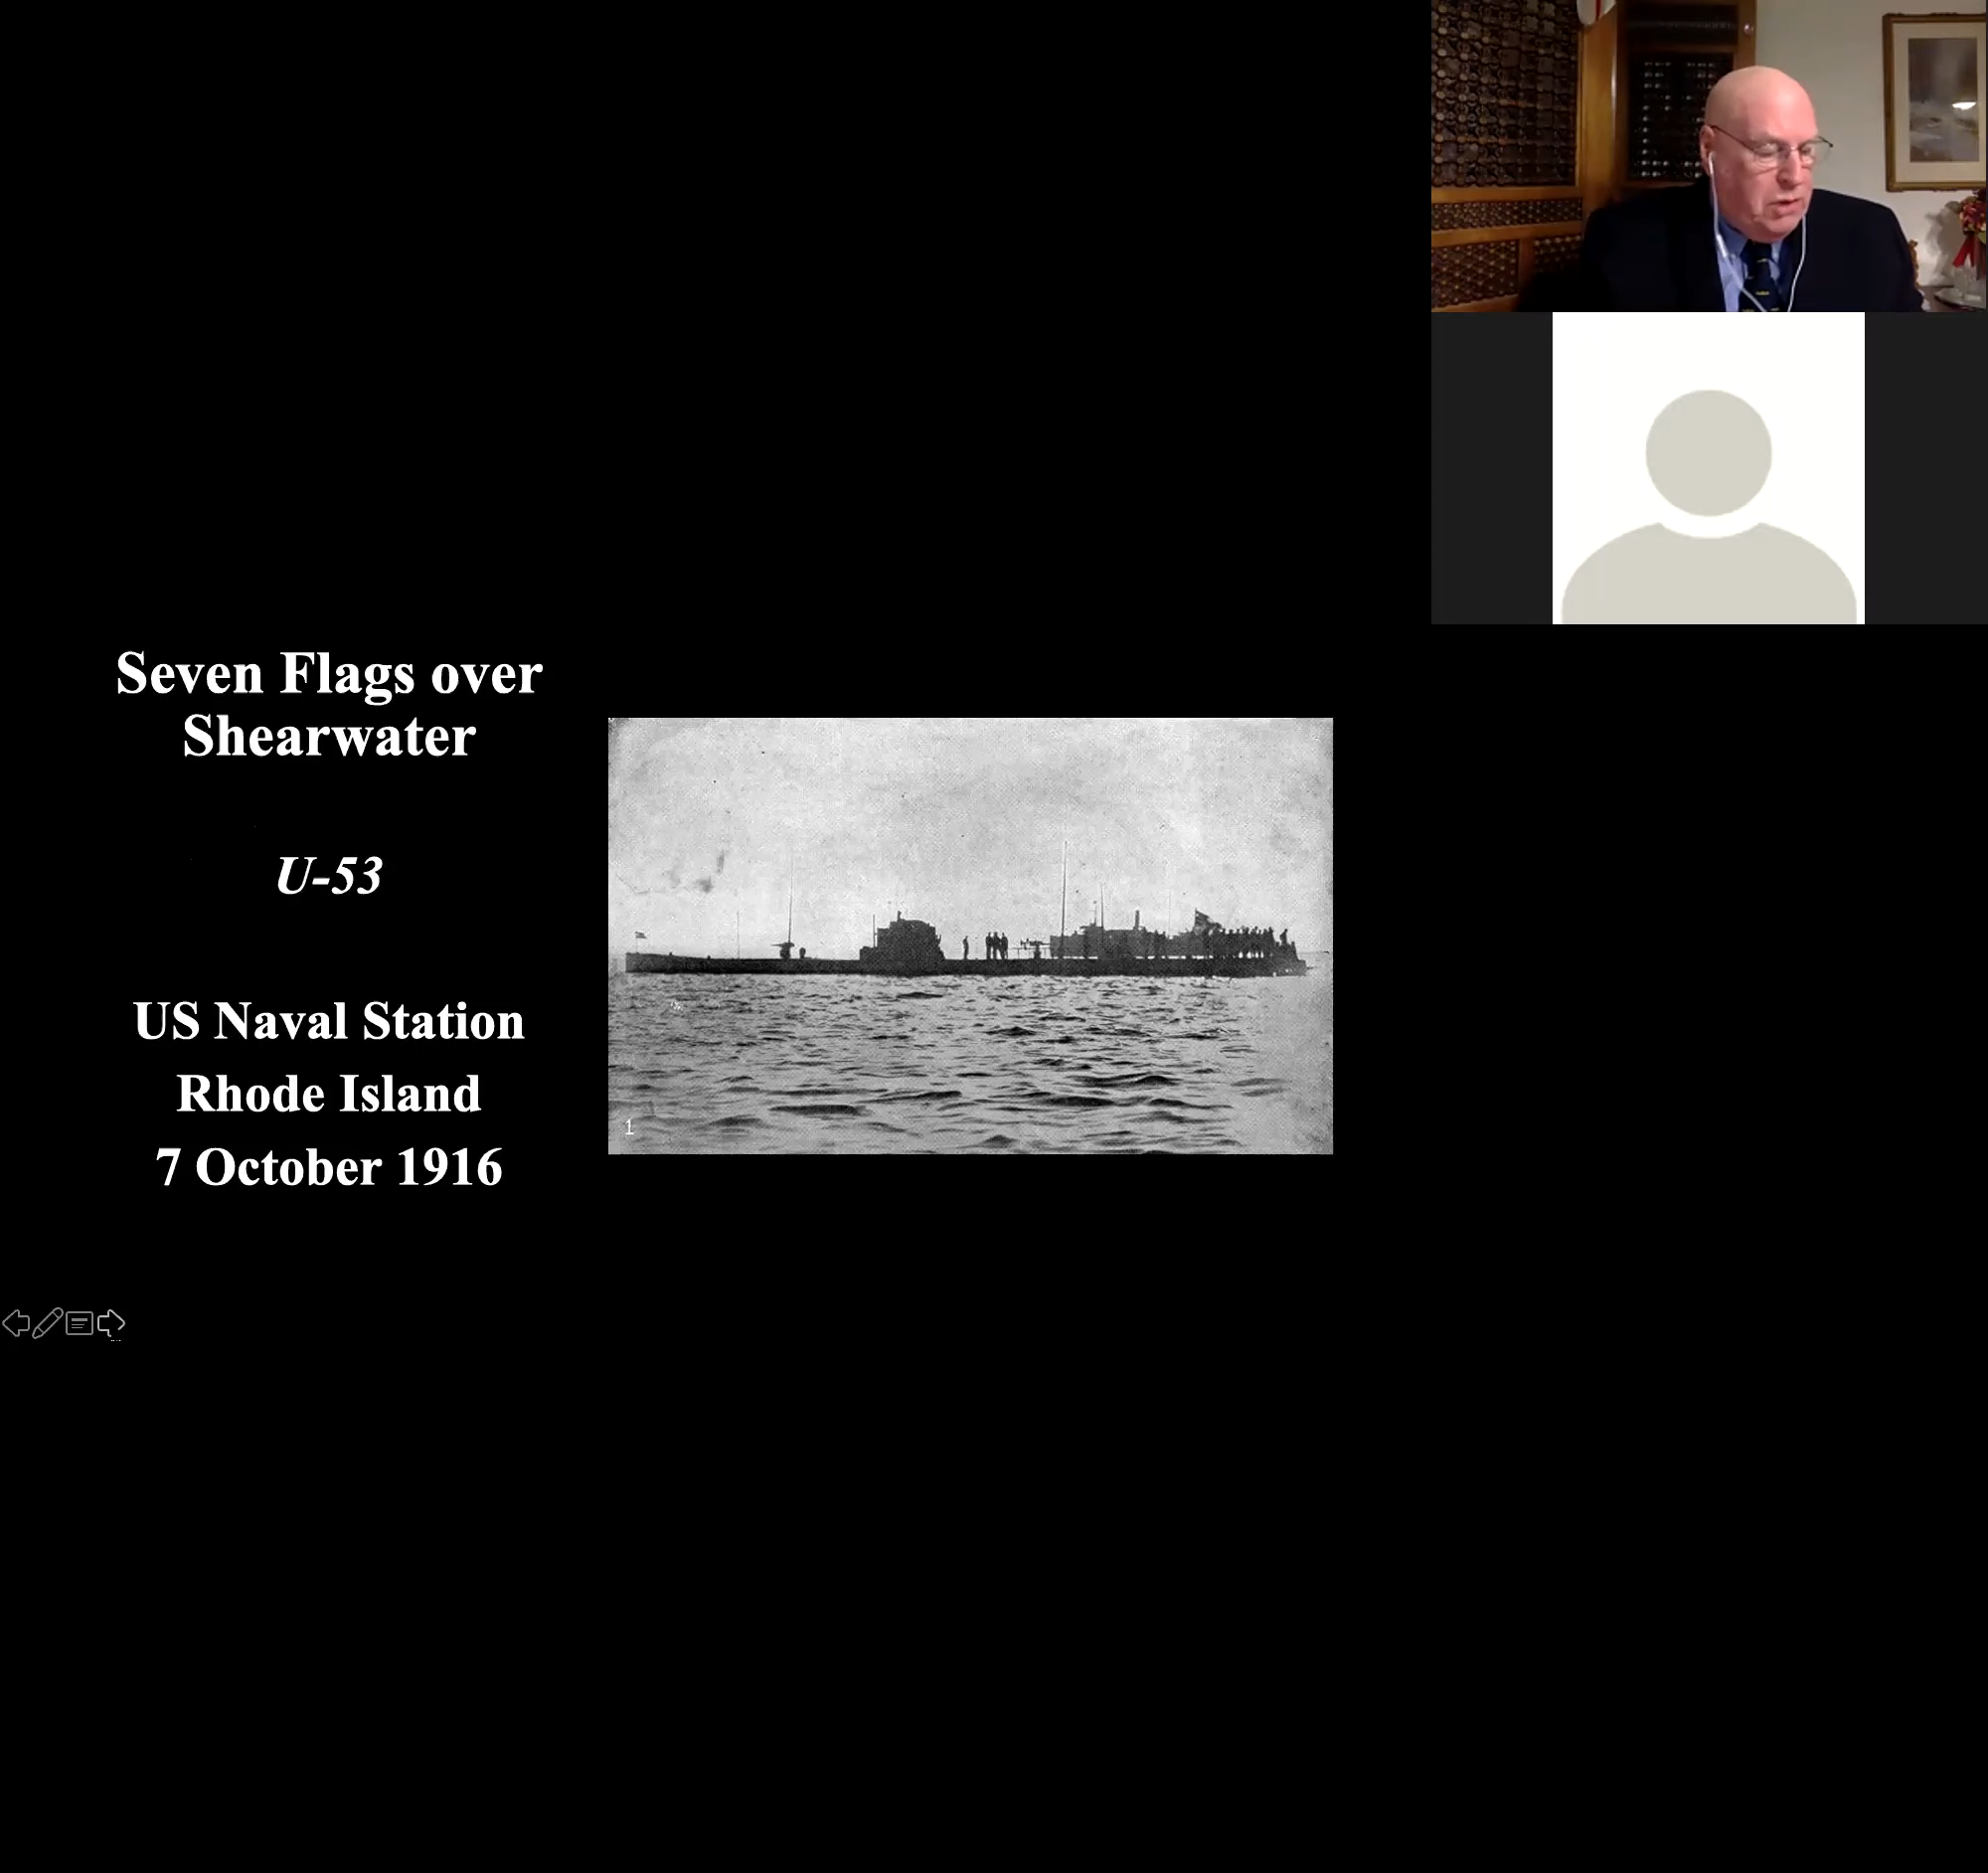 Seven Flags over
Shearwater
U-53
US Naval Station
Rhode Island
7 October 1916
1